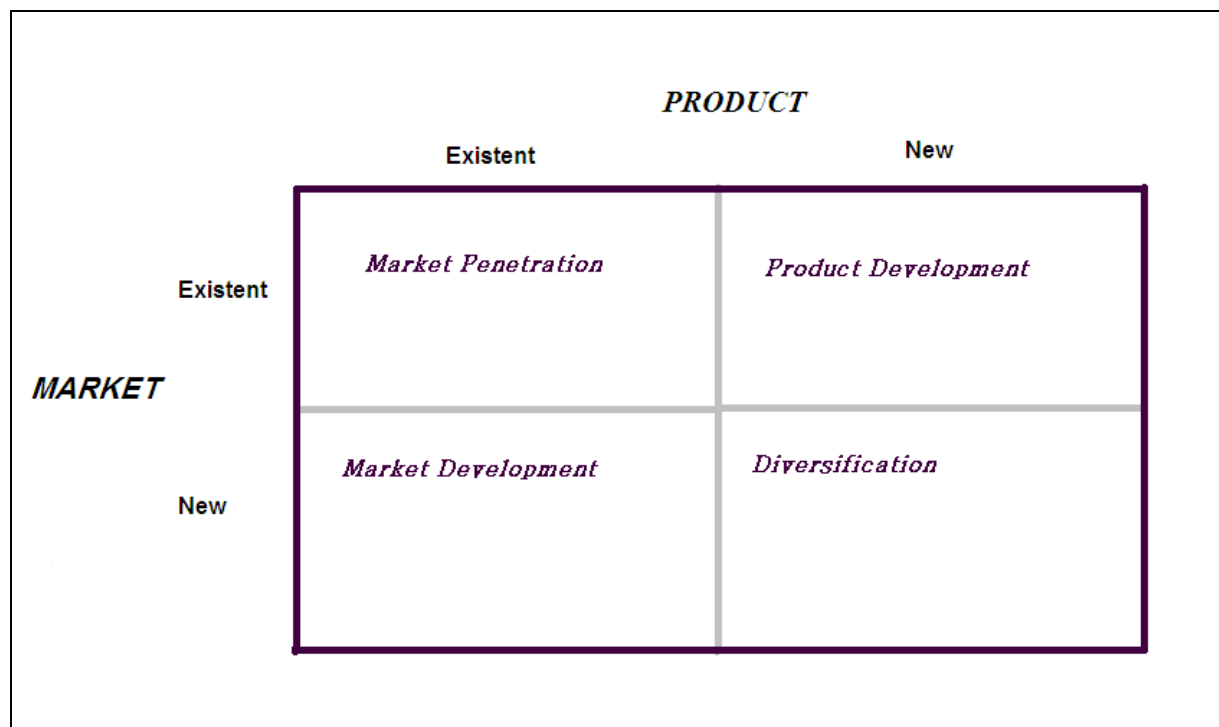 PRODUCT
Existent New
Market Penetration Product Development
Existent
MARKET
Market Development Diversification
New